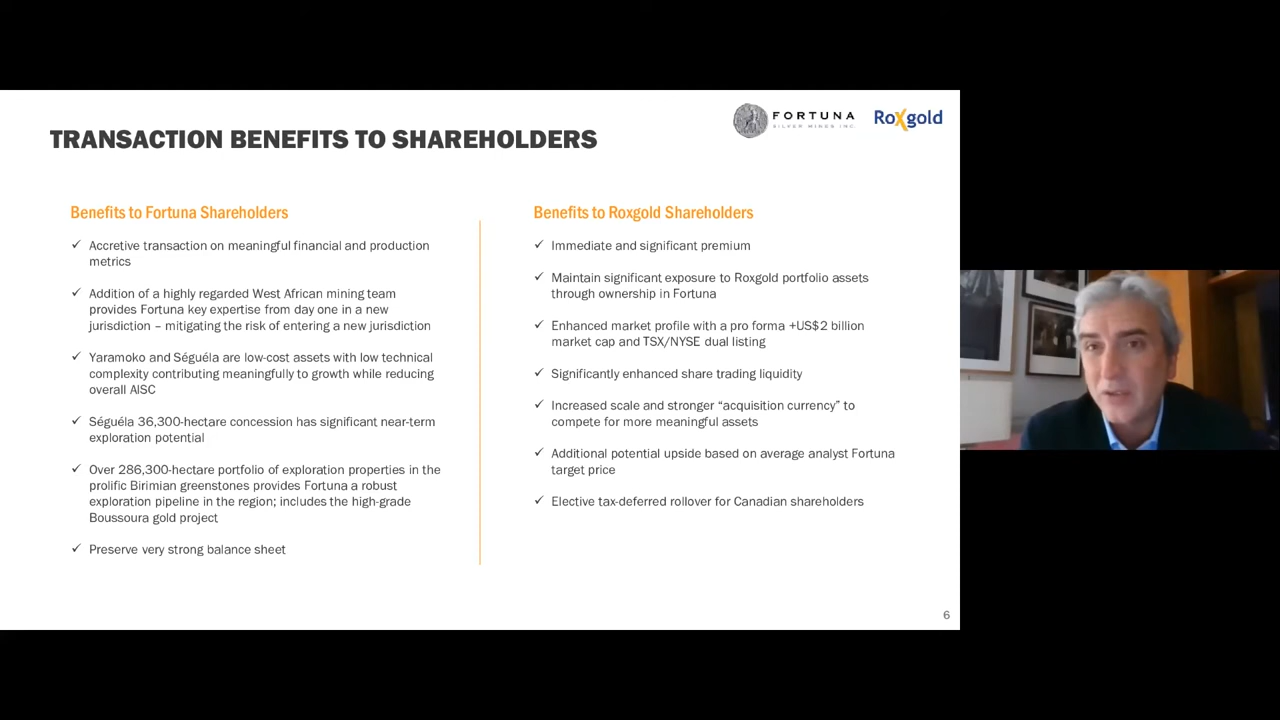 TRANSACTION BENEFITS TO SHAREHOLDERS
FORTUNA
SILVER MINES INC.
Roxgold
Benefits to Fortuna Shareholders
✓ Accretive transaction on meaningful financial and production
metrics
✓ Addition of a highly regarded West African mining team
provides Fortuna key expertise from day one in a new
jurisdiction – mitigating the risk of entering a new jurisdiction
✓ Yaramoko and Séguéla are low-cost assets with low technical
complexity contributing meaningfully to growth while reducing
overall AISC
✓ Séguéla 36,300-hectare concession has significant near-term
exploration potential
✓ Over 286,300-hectare portfolio of exploration properties in the
prolific Birimian greenstones provides Fortuna a robust
exploration pipeline in the region; includes the high-grade
Boussoura gold project
✓ Preserve very strong balance sheet
Benefits to Roxgold Shareholders
✓ Immediate and significant premium
✓ Maintain significant exposure to Roxgold portfolio assets
through ownership in Fortuna
✓ Enhanced market profile with a pro forma +US$2 billion
market cap and TSX/NYSE dual listing
✓ Significantly enhanced share trading liquidity
✓ Increased scale and stronger “acquisition currency” to
compete for more meaningful assets
✓ Additional potential upside based on average analyst Fortuna
target price
✓ Elective tax-deferred rollover for Canadian shareholders
6